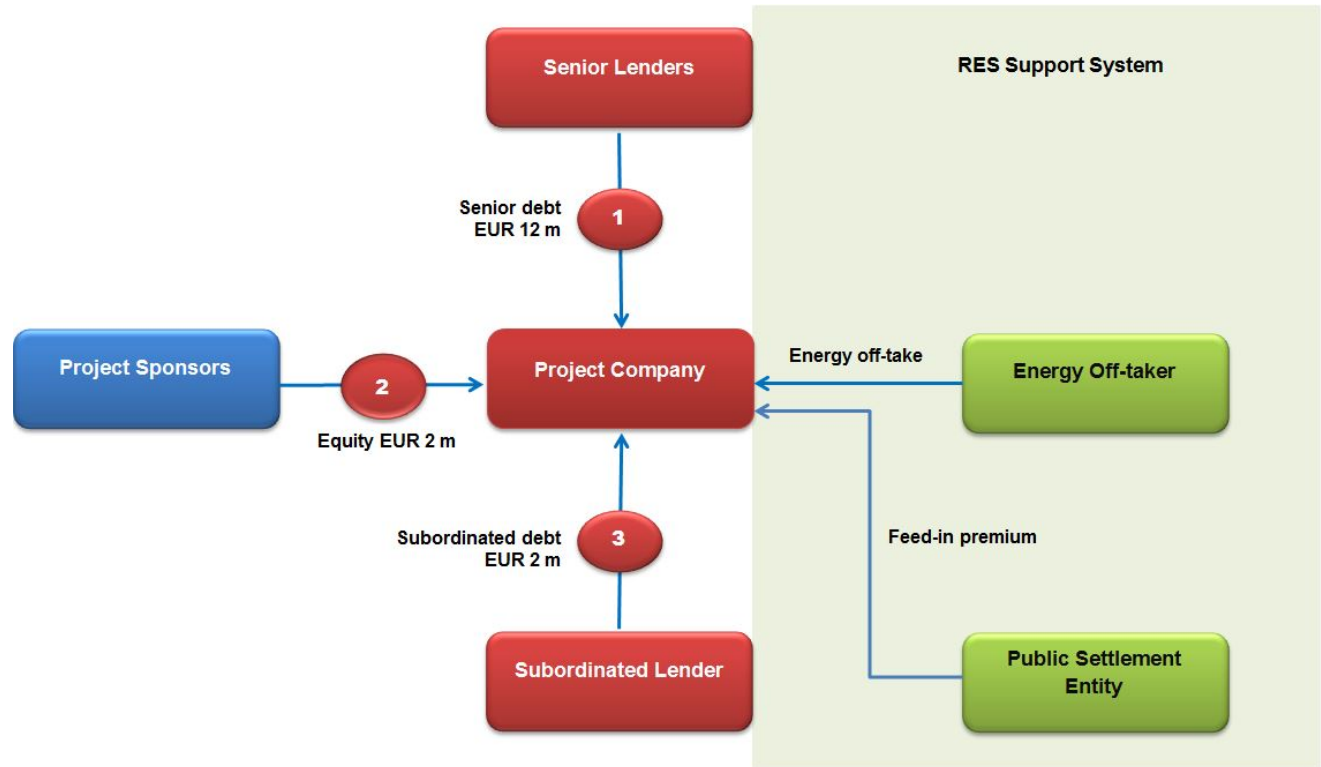 Senior Lenders
RES Support System
Senior debt
EUR 12 m
1
Project Sponsors
2
Equity EUR 2 m
Project Company
Energy off-take
Energy Off-taker
Subordinated debt
EUR 2 m
3
Feed-in premium
Subordinated Lender
Public Settlement
Entity